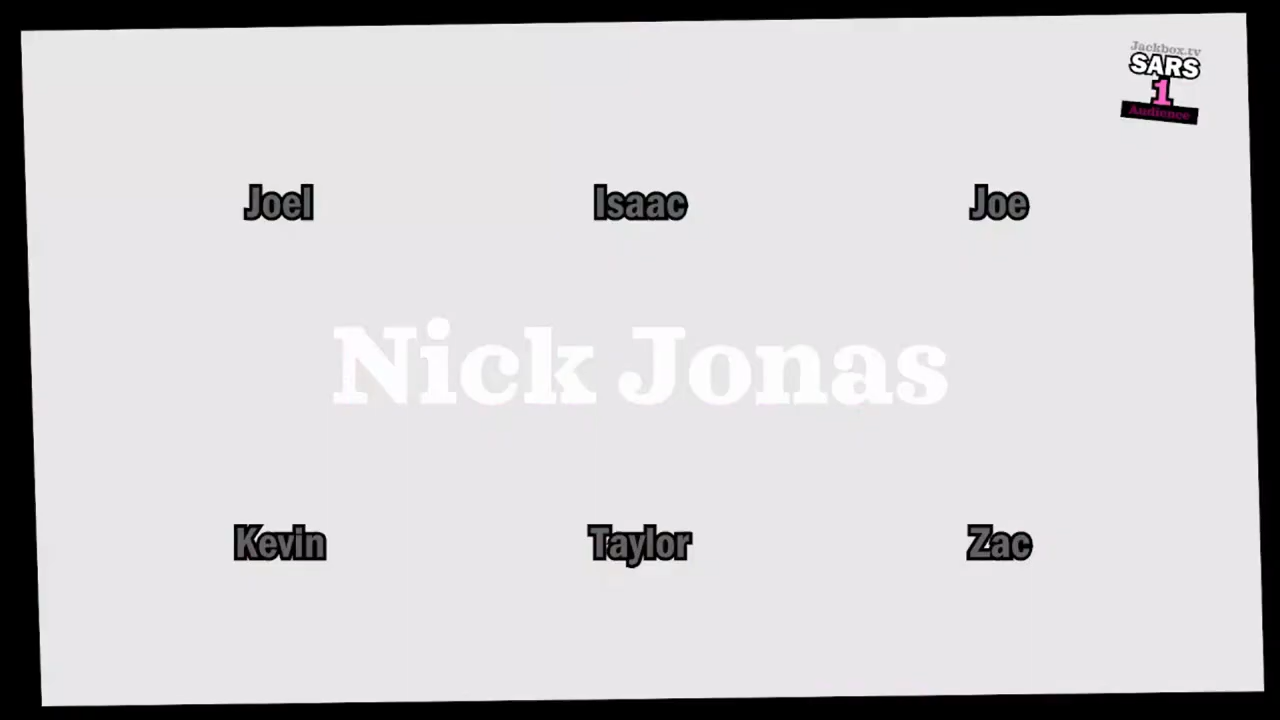 Jackbox.tv
SARS
1
Audience
Joel
Isaac
Joe
Nick Jonas
Kevin
Taylor
Zac